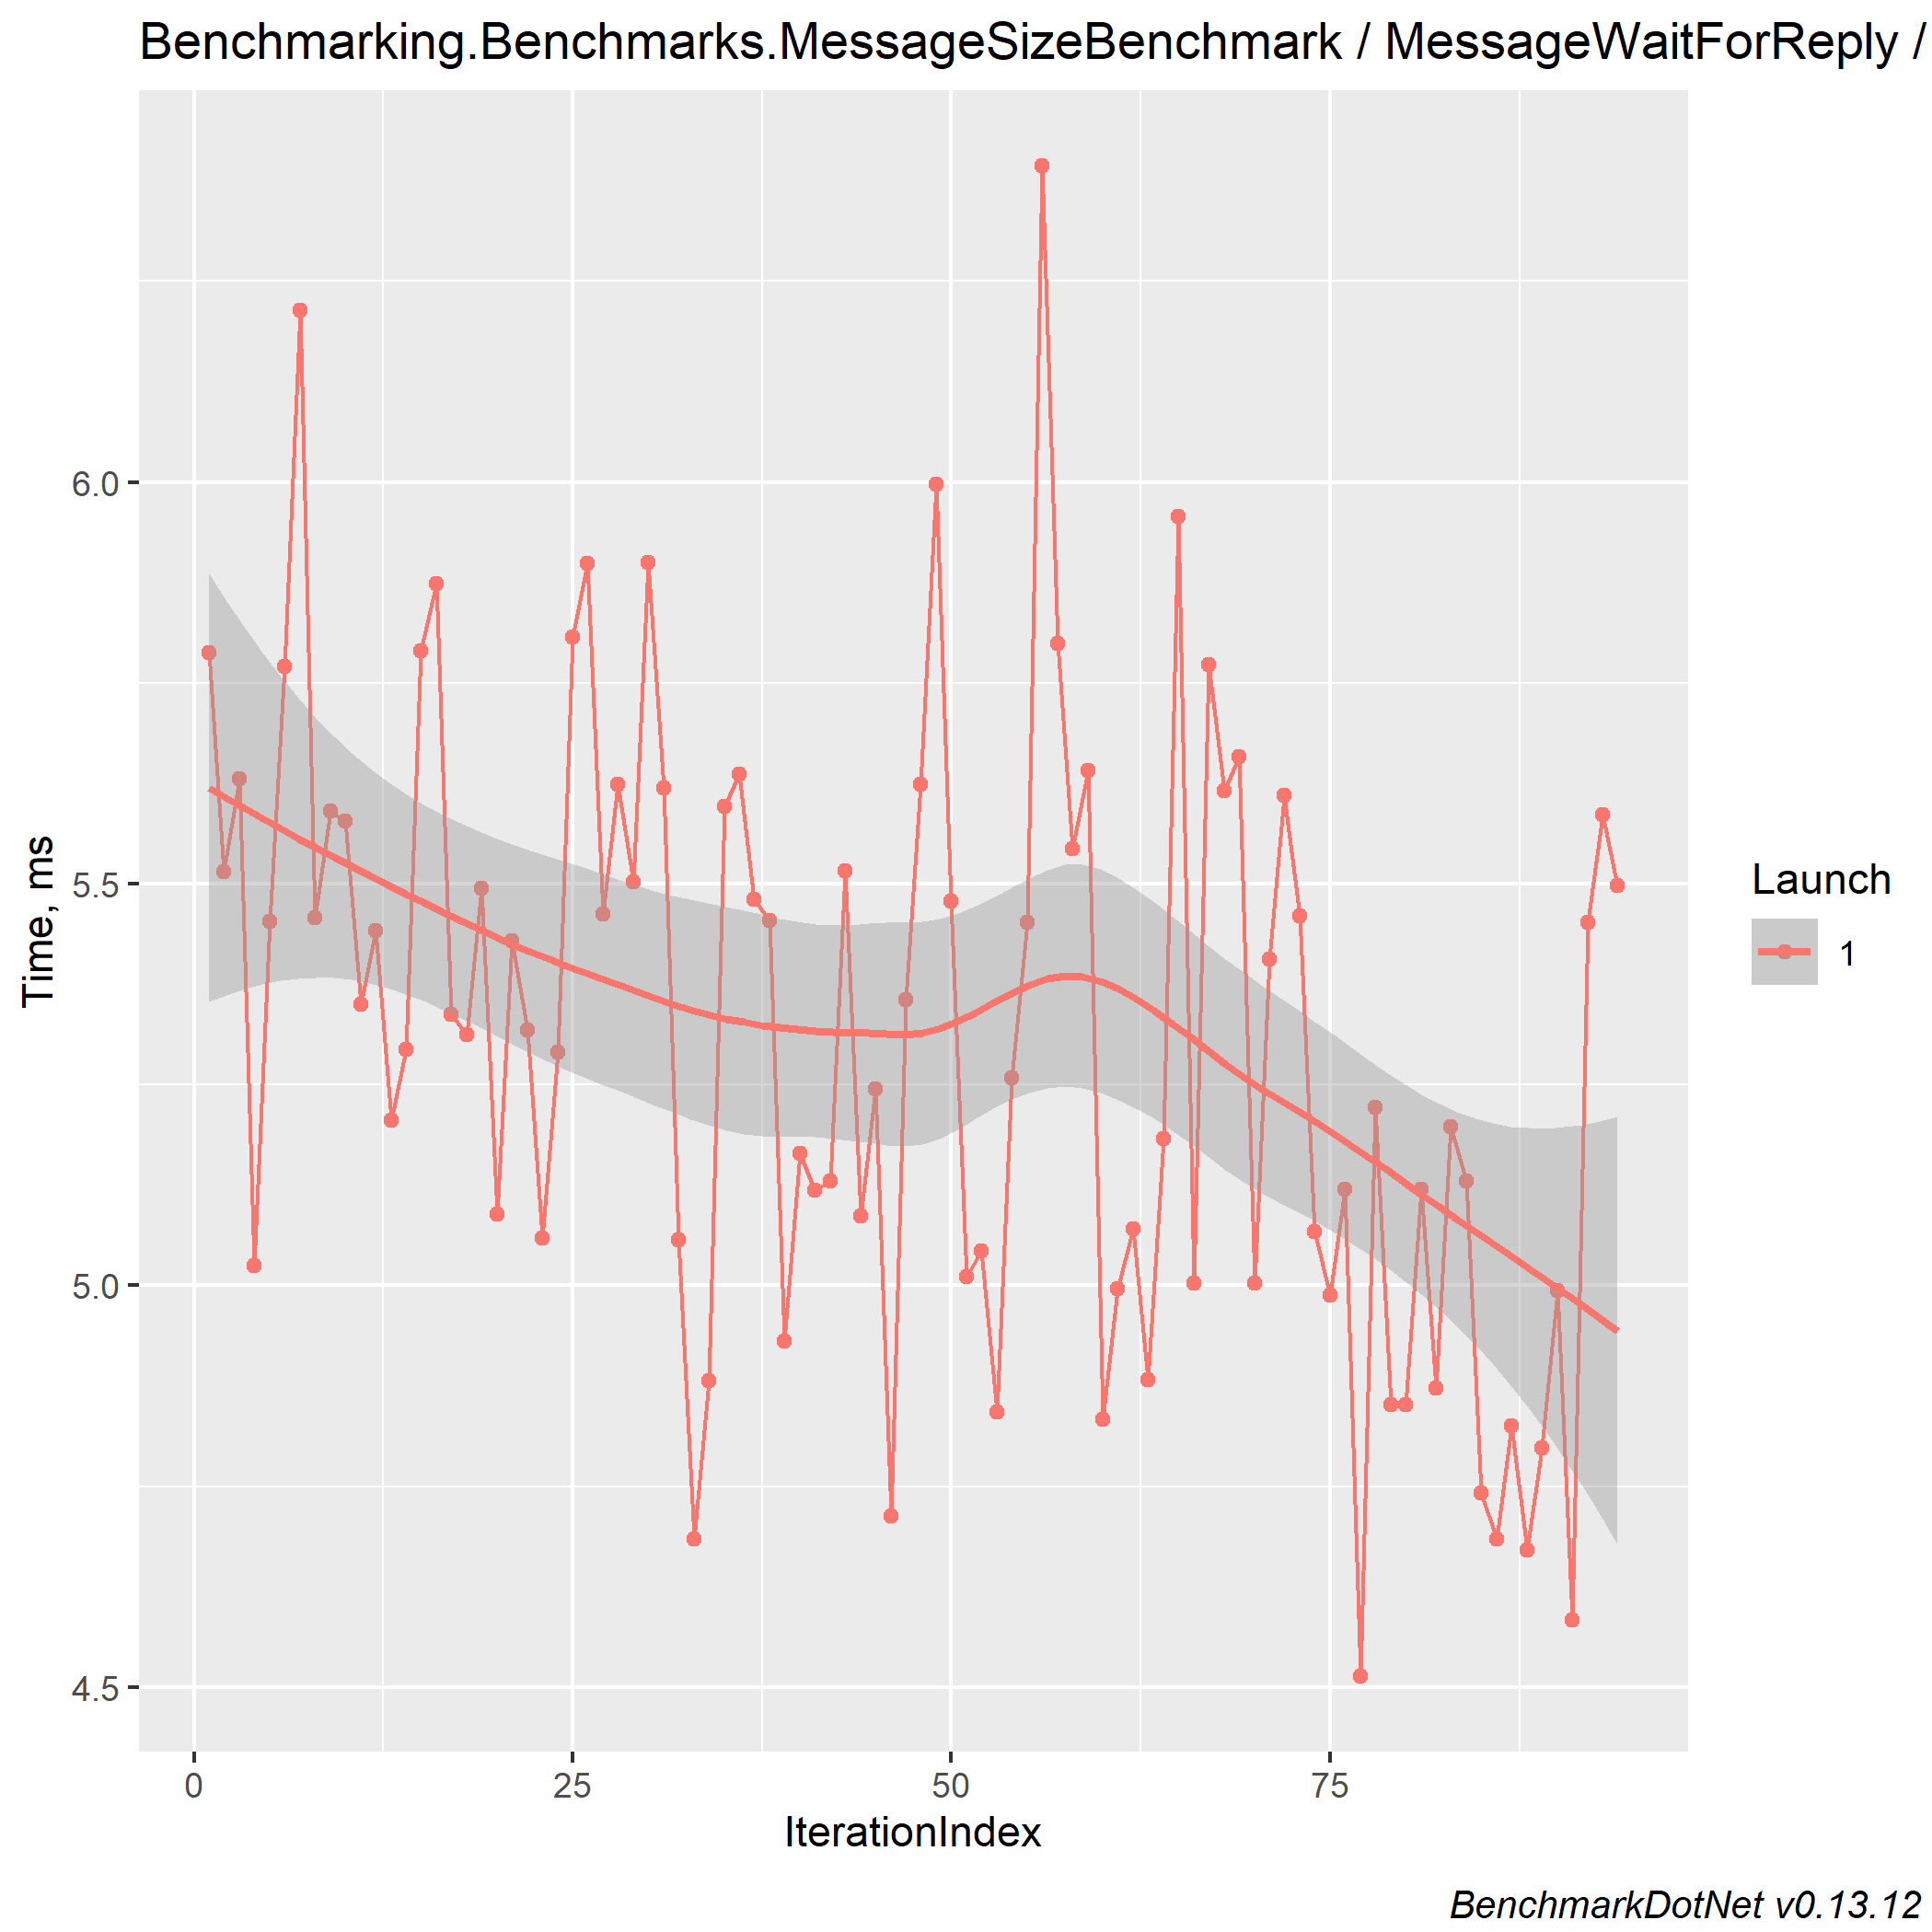 Benchmarking.Benchmarks.MessageSizeBenchmark / MessageWaitForReply /
6.0
5.5
5.0
4.5
Time, ms
0 25 50 75
IterationIndex
Launch
1
BenchmarkDotNet v0.13.12